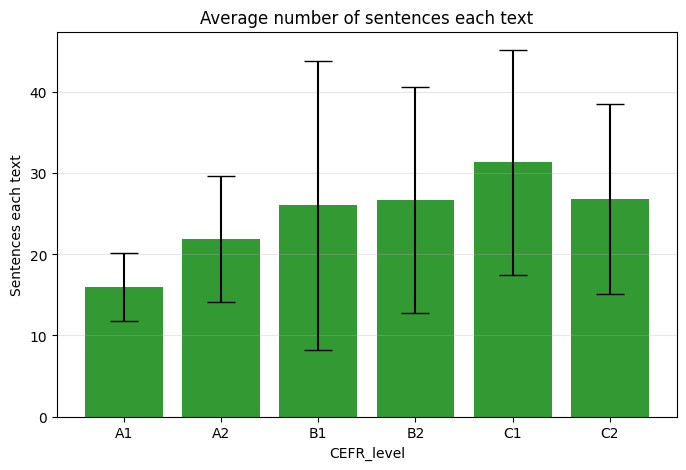 Average number of sentences each text
Sentences each text
40
30
20
10
0
A1 A2 B1 B2 C1 C2
CEFR_level